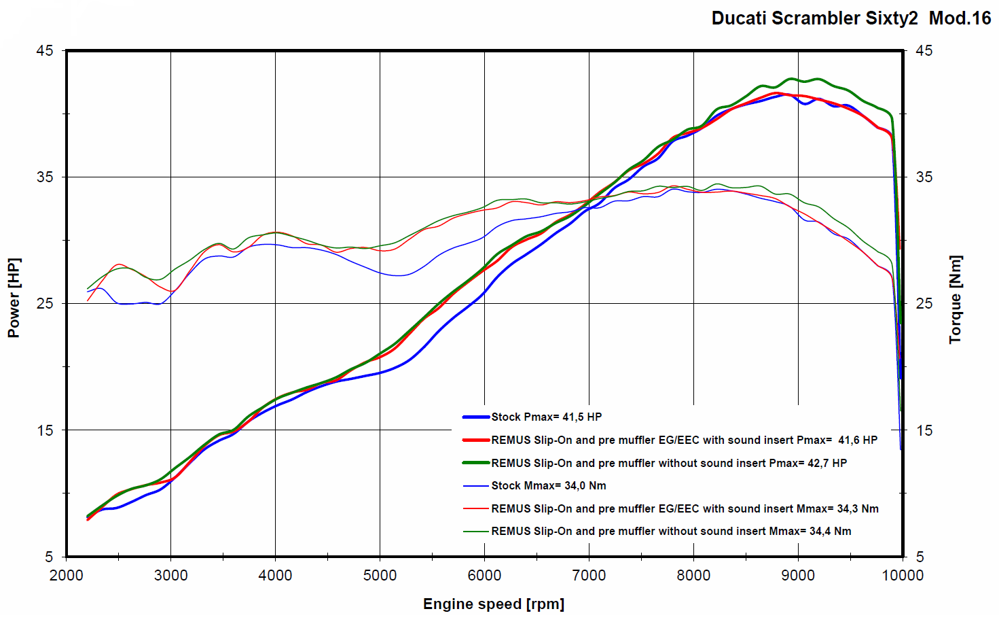 Ducati Scrambler Sixty2 Mod.16
45 45
35 35
25 25
15 15
5 5
Power [HP]
Torque [Nm]
Stock Pmax= 41,5 HP
REMUS Slip-On and pre muffler EG/EEC with sound insert Pmax= 41,6 HP
REMUS Slip-On and pre muffler without sound insert Pmax= 42,7 HP
Stock Mmax= 34,0 Nm
REMUS Slip-On and pre muffler EG/EEC with sound insert Mmax= 34,3 Nm
REMUS Slip-On and pre muffler without sound insert Mmax= 34,4 Nm
2000 3000 4000 5000 6000 7000 8000 9000 10000
Engine speed [rpm]